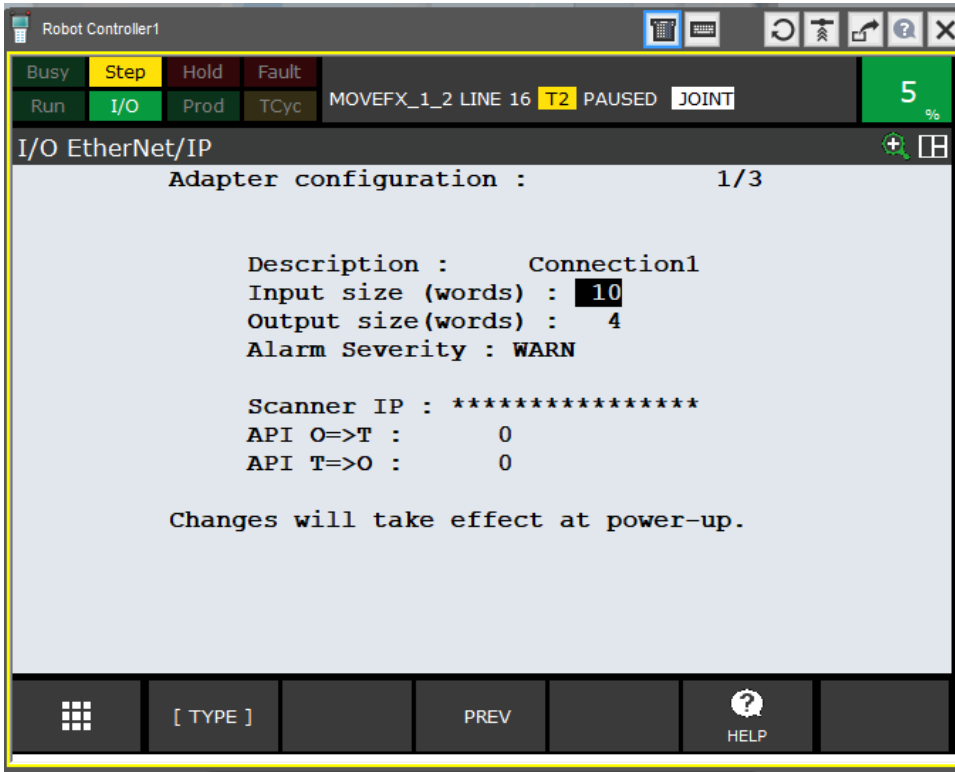 Robot Controller1
Busy Step Hold Fault
Run I/O Prod TCyc
MOVEFX_1_2 LINE 16 T2 PAUSED JOINT
5
%
I/O EtherNet/IP
Adapter configuration : 1/3
Description : Connection1
Input size (words) : 10
Output size(words) : 4
Alarm Severity : WARN
Scanner IP : ****************
API O=>T : 0
API T=>O : 0
Changes will take effect at power-up.
[ TYPE ] PREV HELP